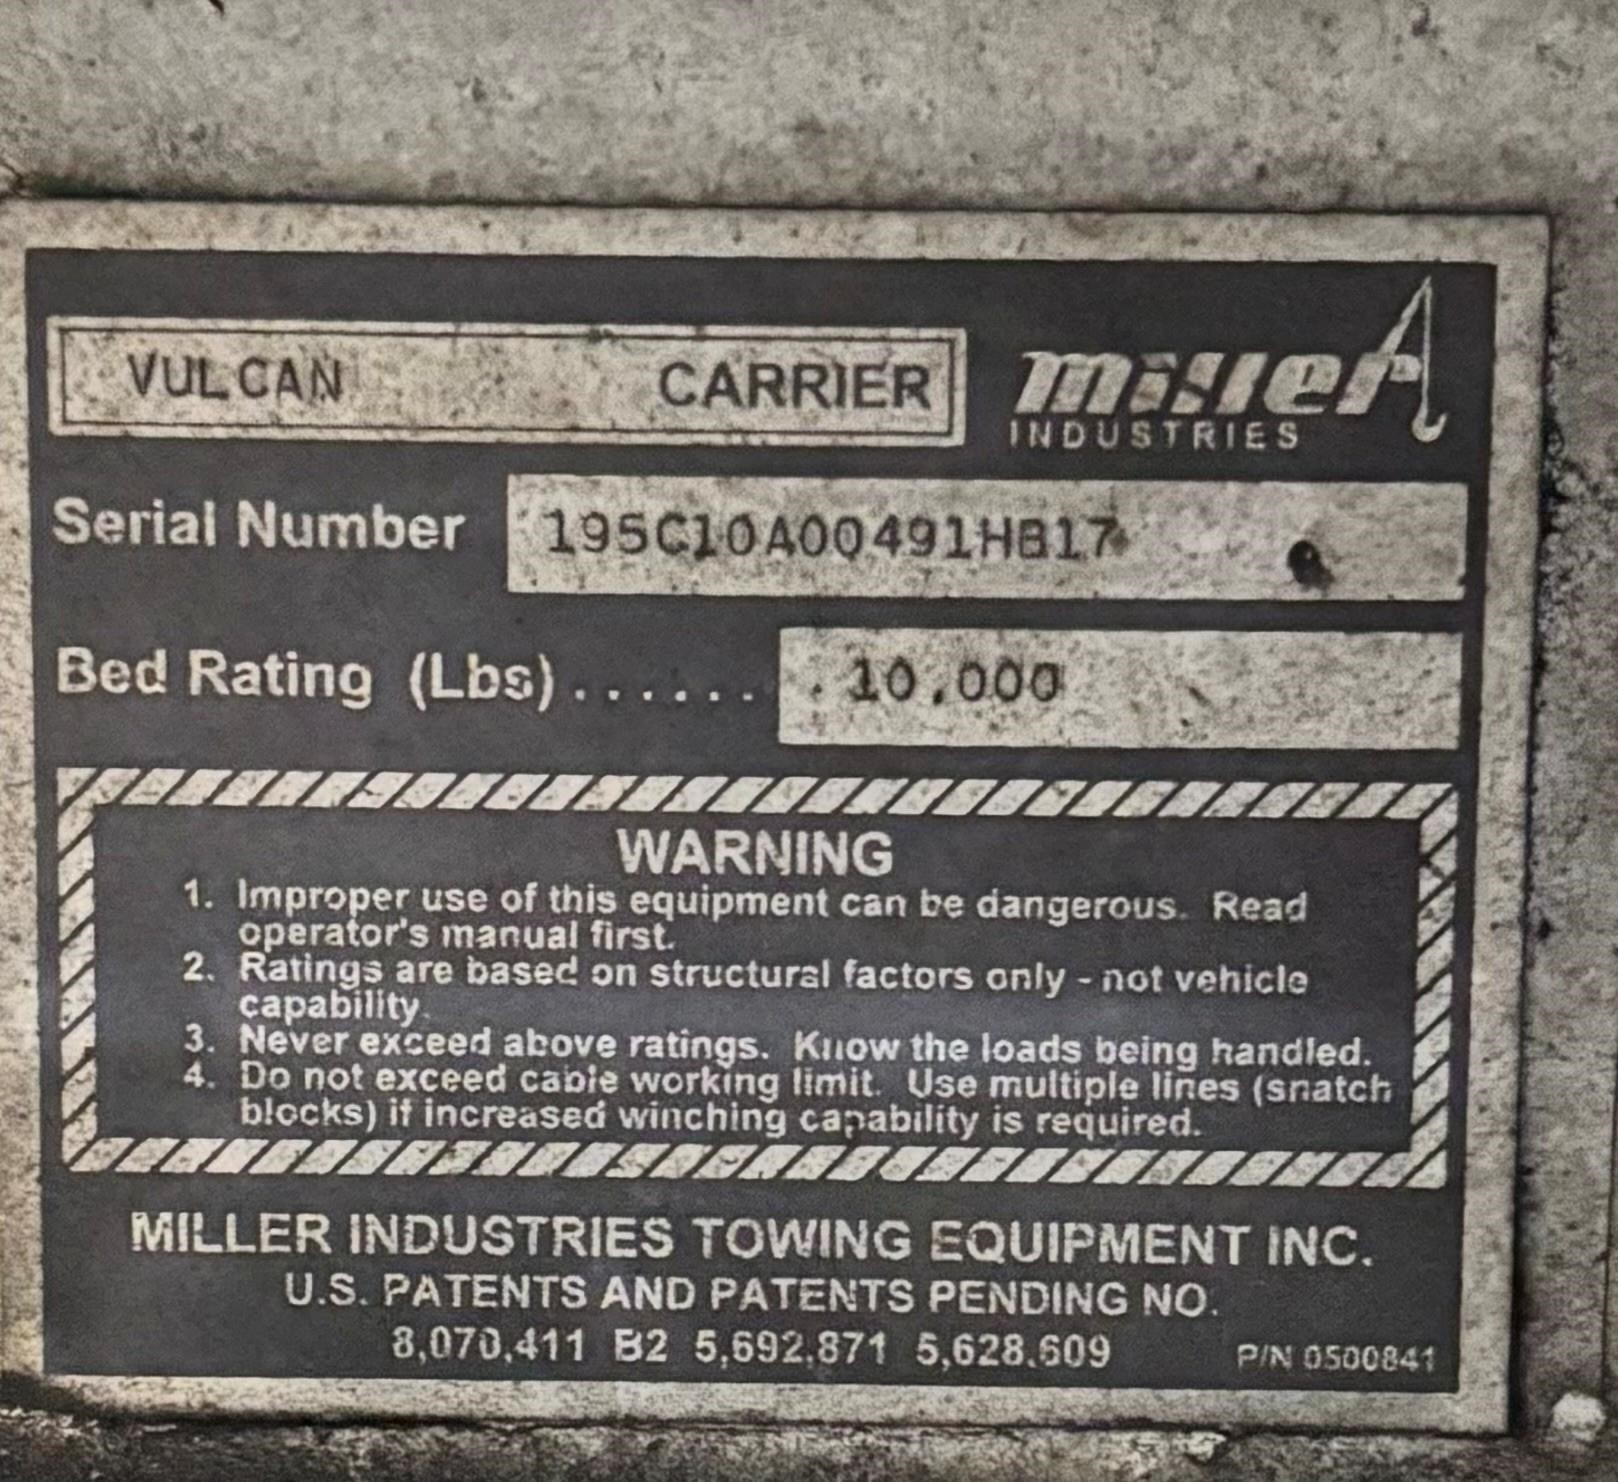 VULCAN CARRIER
miller
INDUSTRIES
Serial Number 195C10A00491HB17
Bed Rating (Lbs)...... 10,000
WARNING
1. Improper use of this equipment can be dangerous. Read
operator's manual first.
2. Ratings are based on structural factors only - not vehicle
capability.
3. Never exceed above ratings. Know the loads being handled.
4. Do not exceed cable working limit. Use multiple lines (snatch
blocks) if increased winching capability is required.
MILLER INDUSTRIES TOWING EQUIPMENT INC.
U.S. PATENTS AND PATENTS PENDING NO.
8,070,411 B2 5,692,871 5,628,609 P/N 0500841